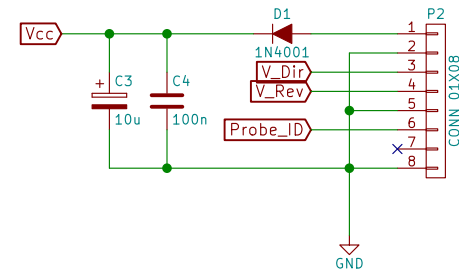 Vcc
D1
1N4001
P2
1
2
V_Dir
3
V_Rev
4
C3
C4
5
+
10u
100n
Probe_ID
6
7
8
CONN 01X08
GND